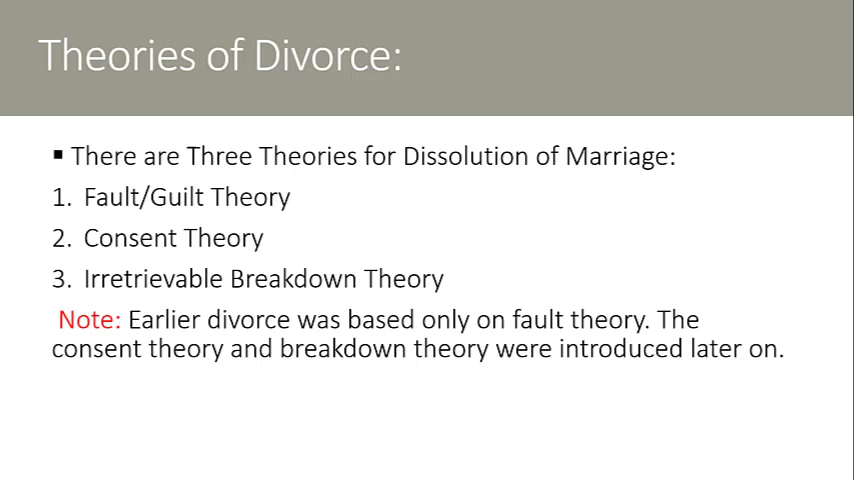 Theories of Divorce:
▪ There are Three Theories for Dissolution of Marriage:
1. Fault/Guilt Theory
2. Consent Theory
3. Irretrievable Breakdown Theory
Note: Earlier divorce was based only on fault theory. The
consent theory and breakdown theory were introduced later on.